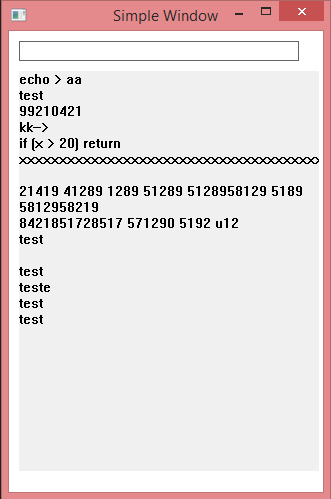 Simple Window
echo > aa
test
99210421
kk->
if (x > 20) return
xxxxxxxxxxxxxxxxxxxxxxxxxxxxxxxxxxxxxxxxxxx
21419 41289 1289 51289 5128958129 5189
5812958219
8421851728517 571290 5192 u12
test
test
teste
test
test